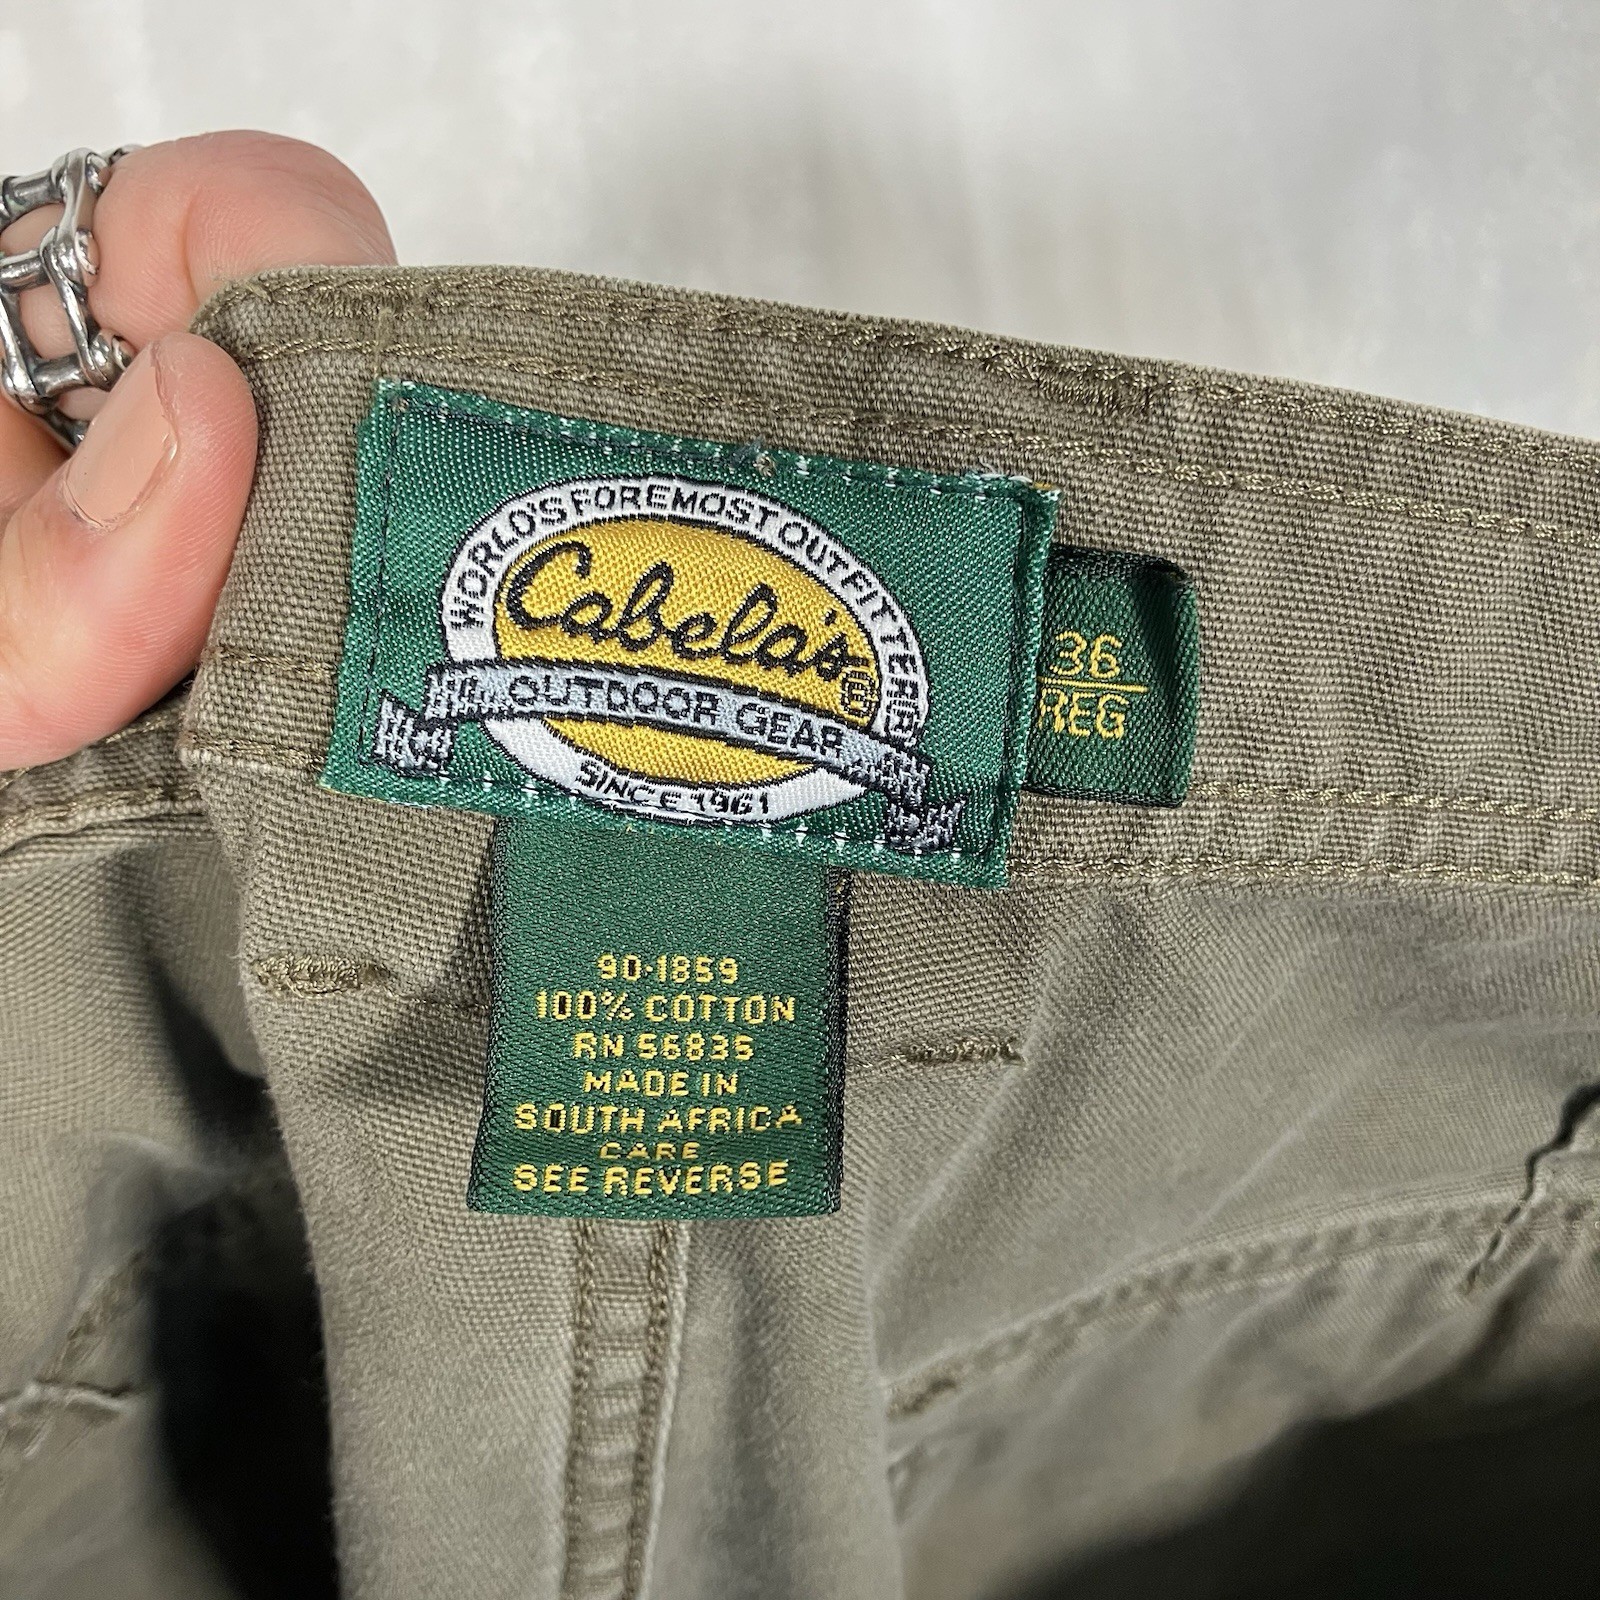 WORLD'S FOREMOST OUTFITTER
Cabela's®
OUTDOOR GEAR
SINCE 1961
36
REG
90-1859
100% COTTON
RN 56835
MADE IN
SOUTH AFRICA
CARE
SEE REVERSE